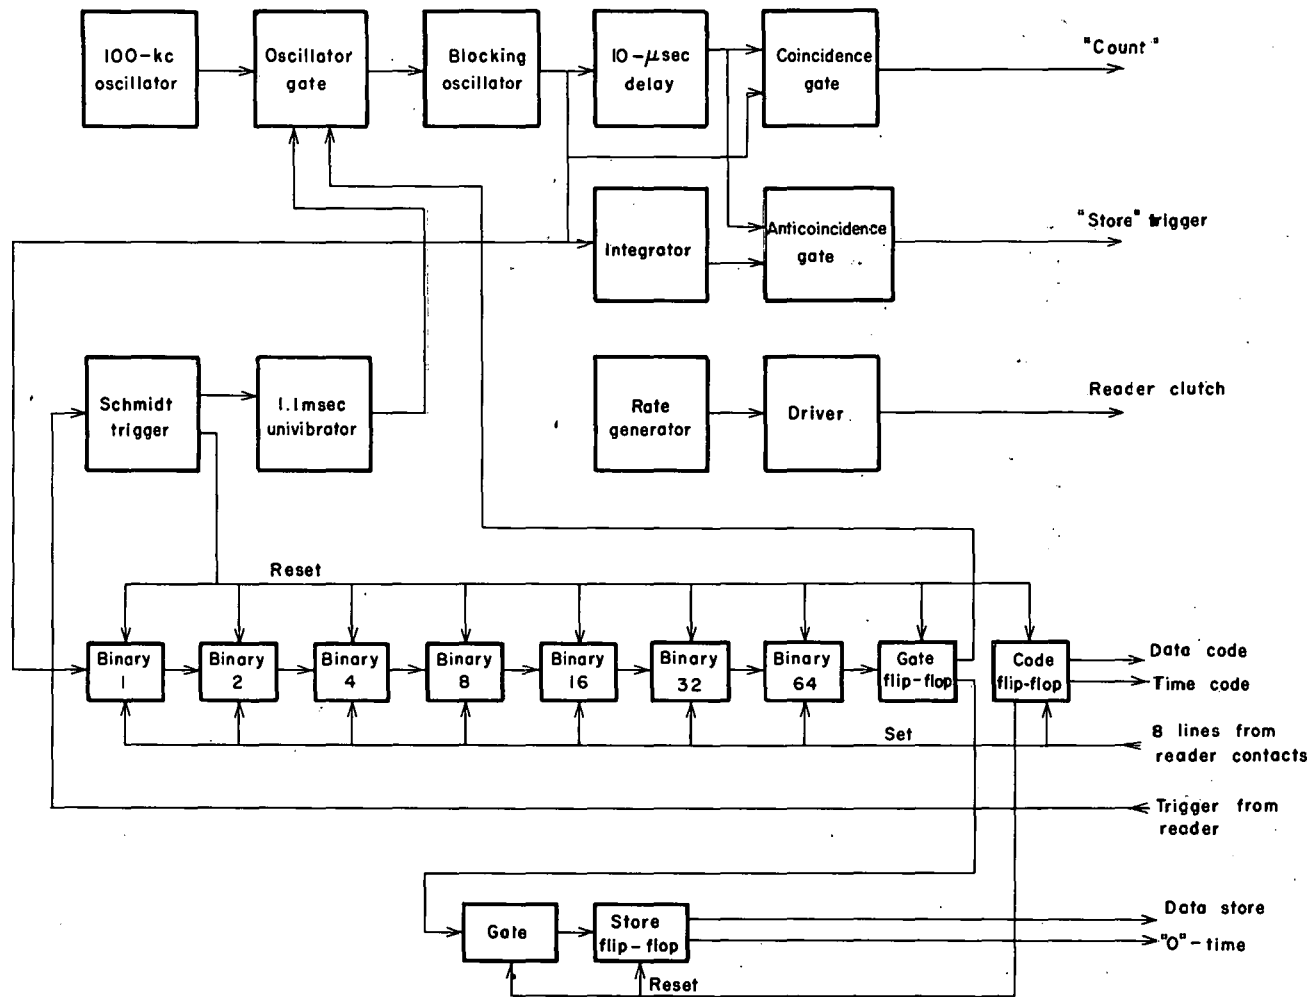 100-kc
oscillator
Oscillator
gate
Blocking
oscillator
10-μsec
delay
Coincidence
gate
"Count"
Integrator
Anticoincidence
gate
"Store" trigger
Schmidt
trigger
1.1msec
univibrator
Rate
generator
Driver
Reader clutch
Reset
Binary
1
Binary
2
Binary
4
Binary
8
Binary
16
Binary
32
Binary
64
Gate
flip-flop
Code
flip-flop
Data code
Time code
Set
8 lines from
reader contacts
Trigger from
reader
Gate
Store
flip-flop
Data store
"O"-time
Reset